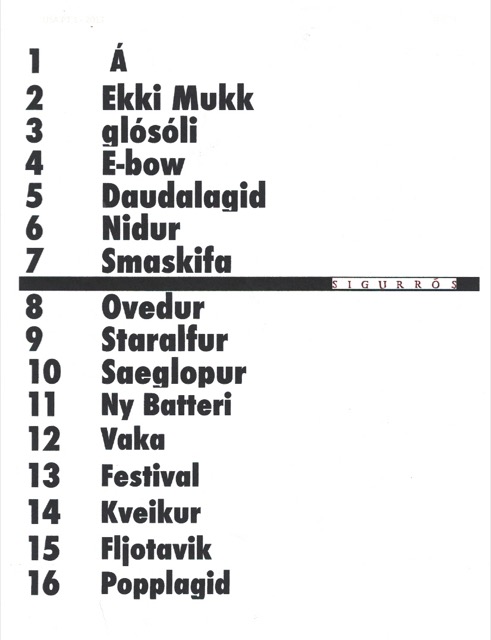 1 Á
2 Ekki Mukk
3 glósóli
4 E-bow
5 Daudalagid
6 Nidur
7 Smaskifa
SIGURRÓS
8 Ovedur
9 Staralfur
10 Saeglopur
11 Ny Batteri
12 Vaka
13 Festival
14 Kveikur
15 Fljotavik
16 Popplagid